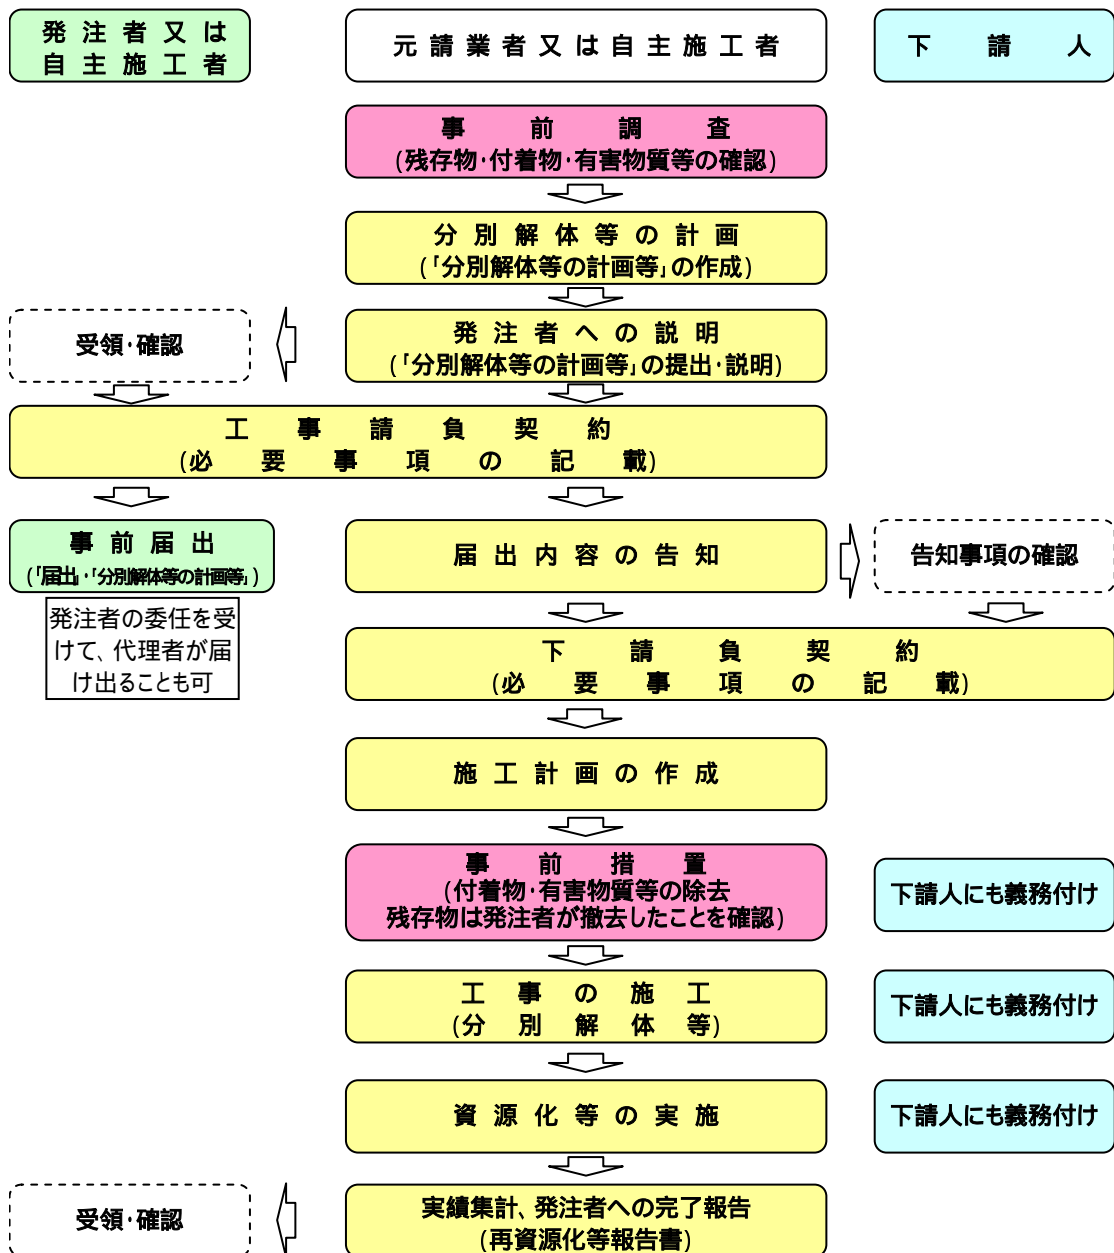 発注者又は
自主施工者
元請業者又は自主施工者
下請人
事前調査
(残存物・付着物・有害物質等の確認)
分別解体等の計画
(「分別解体等の計画等」の作成)
受領・確認
発注者への説明
(「分別解体等の計画等」の提出・説明)
工事請負契約
(必要事項の記載)
事前届出
(「届出」・「分別解体等の計画等」)
発注者の委任を受
けて、代理者が届
け出ることも可
届出内容の告知
告知事項の確認
下請負契約
(必要事項の記載)
施工計画の作成
事前措置
(付着物・有害物質等の除去
残存物は発注者が撤去したことを確認)
下請人にも義務付け
工事の施工
(分別解体等)
下請人にも義務付け
資源化等の実施
下請人にも義務付け
受領・確認
実績集計、発注者への完了報告
(再資源化等報告書)